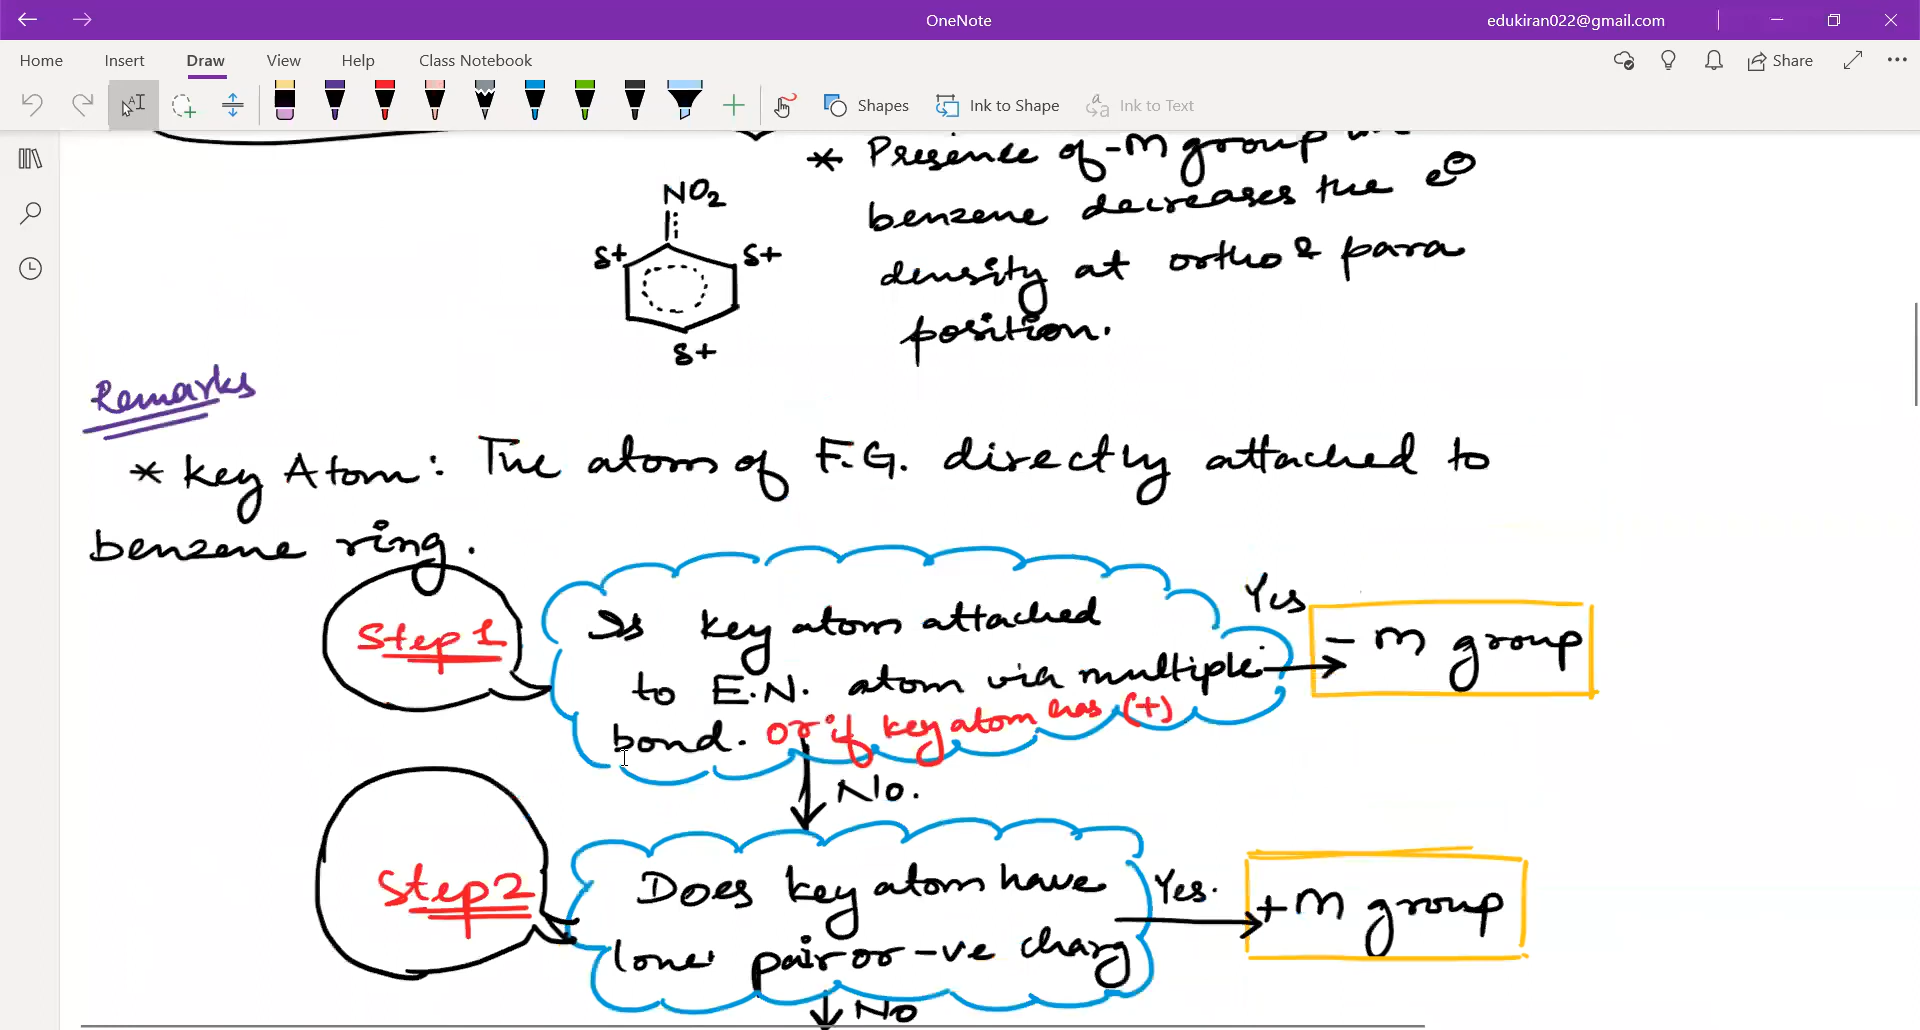 OneNote
edukiran022@gmail.com
Home Insert Draw View Help Class Notebook
Share
Shapes Ink to Shape Ink to Text
* Presence of -M group
benzene decreases the e⊖
density at ortho & para
position.
NO2
δ+ δ+
δ+
Remarks
* Key Atom: The atom of F.G. directly attached to
benzene ring.
Step 1
Is key atom attached
to E.N. atom via multiple
bond. or if key atom has (+)
Yes
- M group
No.
Step 2
Does key atom have
lone pair or -ve charg
Yes.
+M group
No